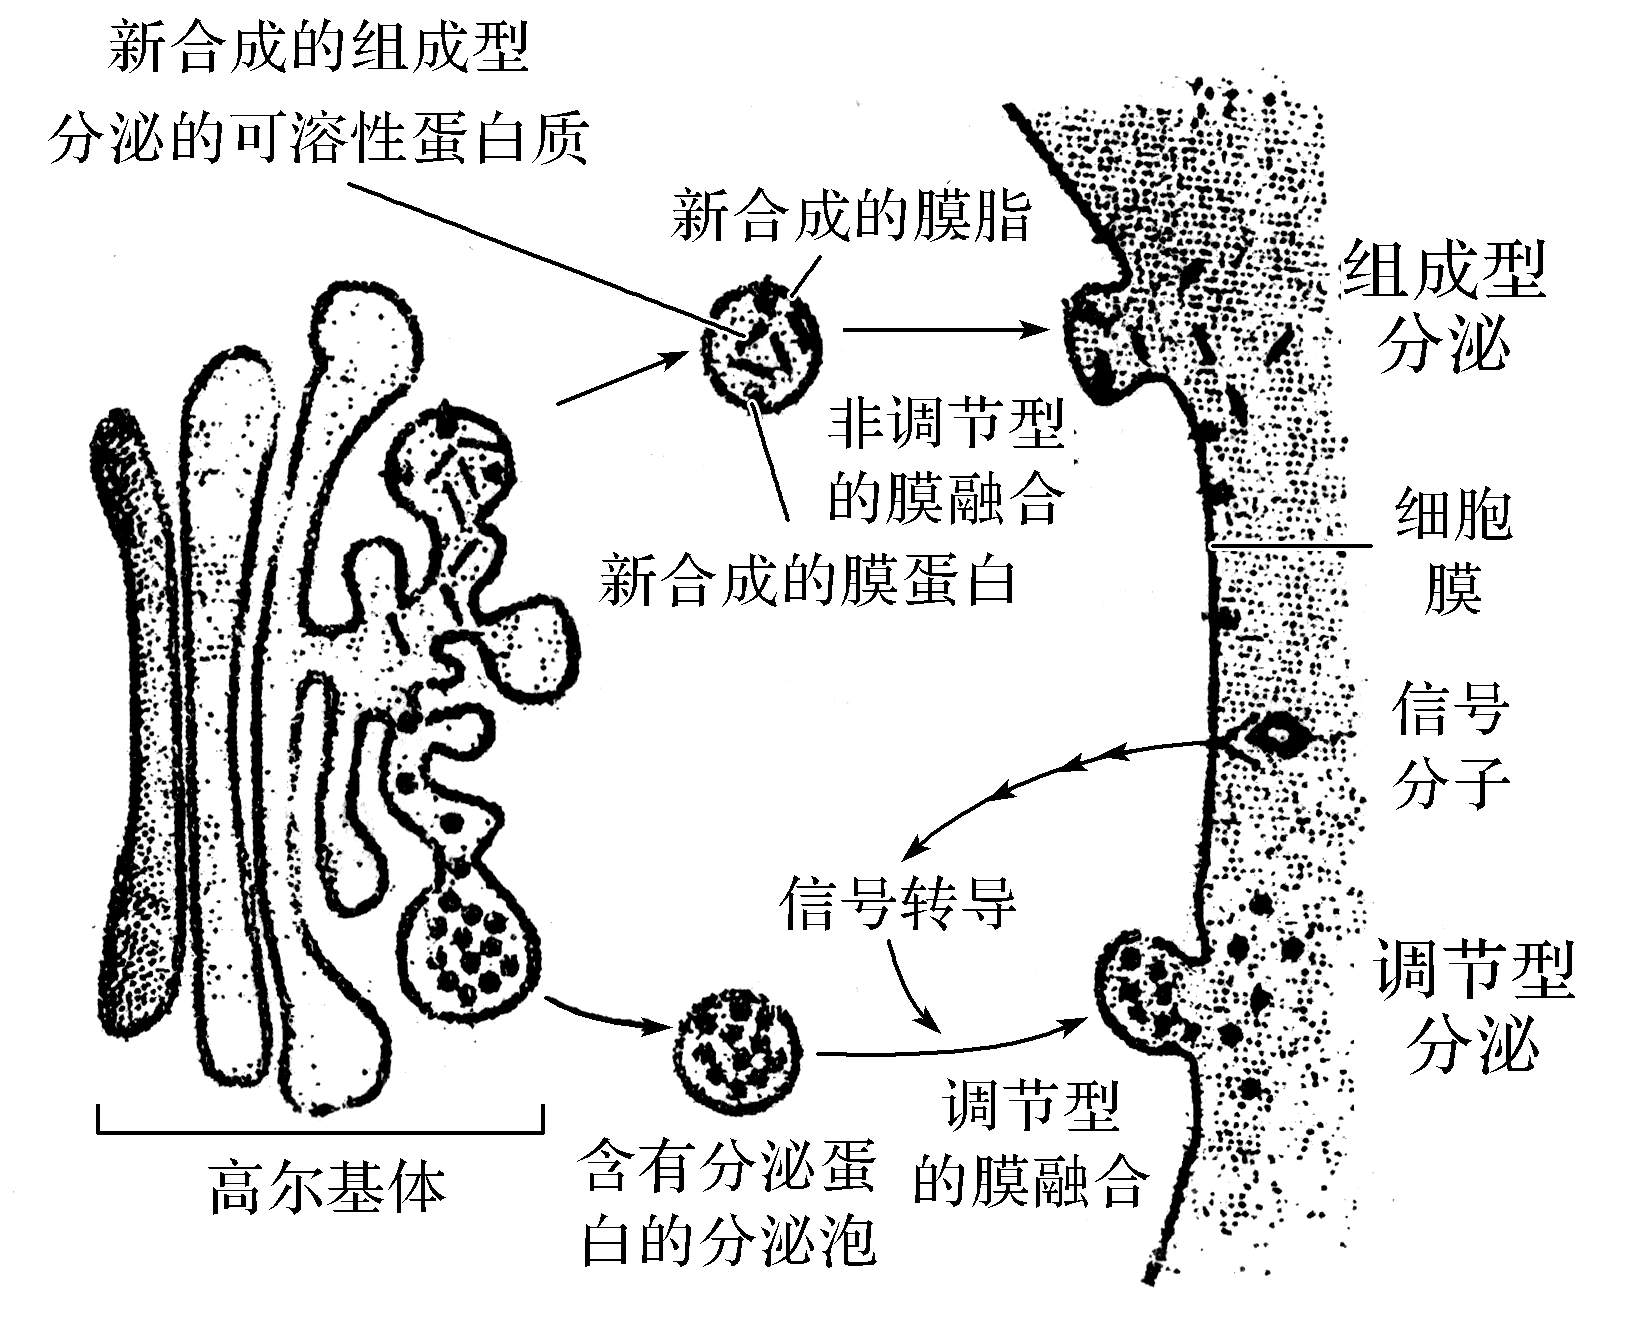 新合成的组成型
分泌的可溶性蛋白质
新合成的膜脂
组成型
分泌
非调节型
的膜融合
新合成的膜蛋白
细胞
膜
信号
分子
信号转导
调节型
分泌
调节型
的膜融合
含有分泌蛋
白的分泌泡
高尔基体